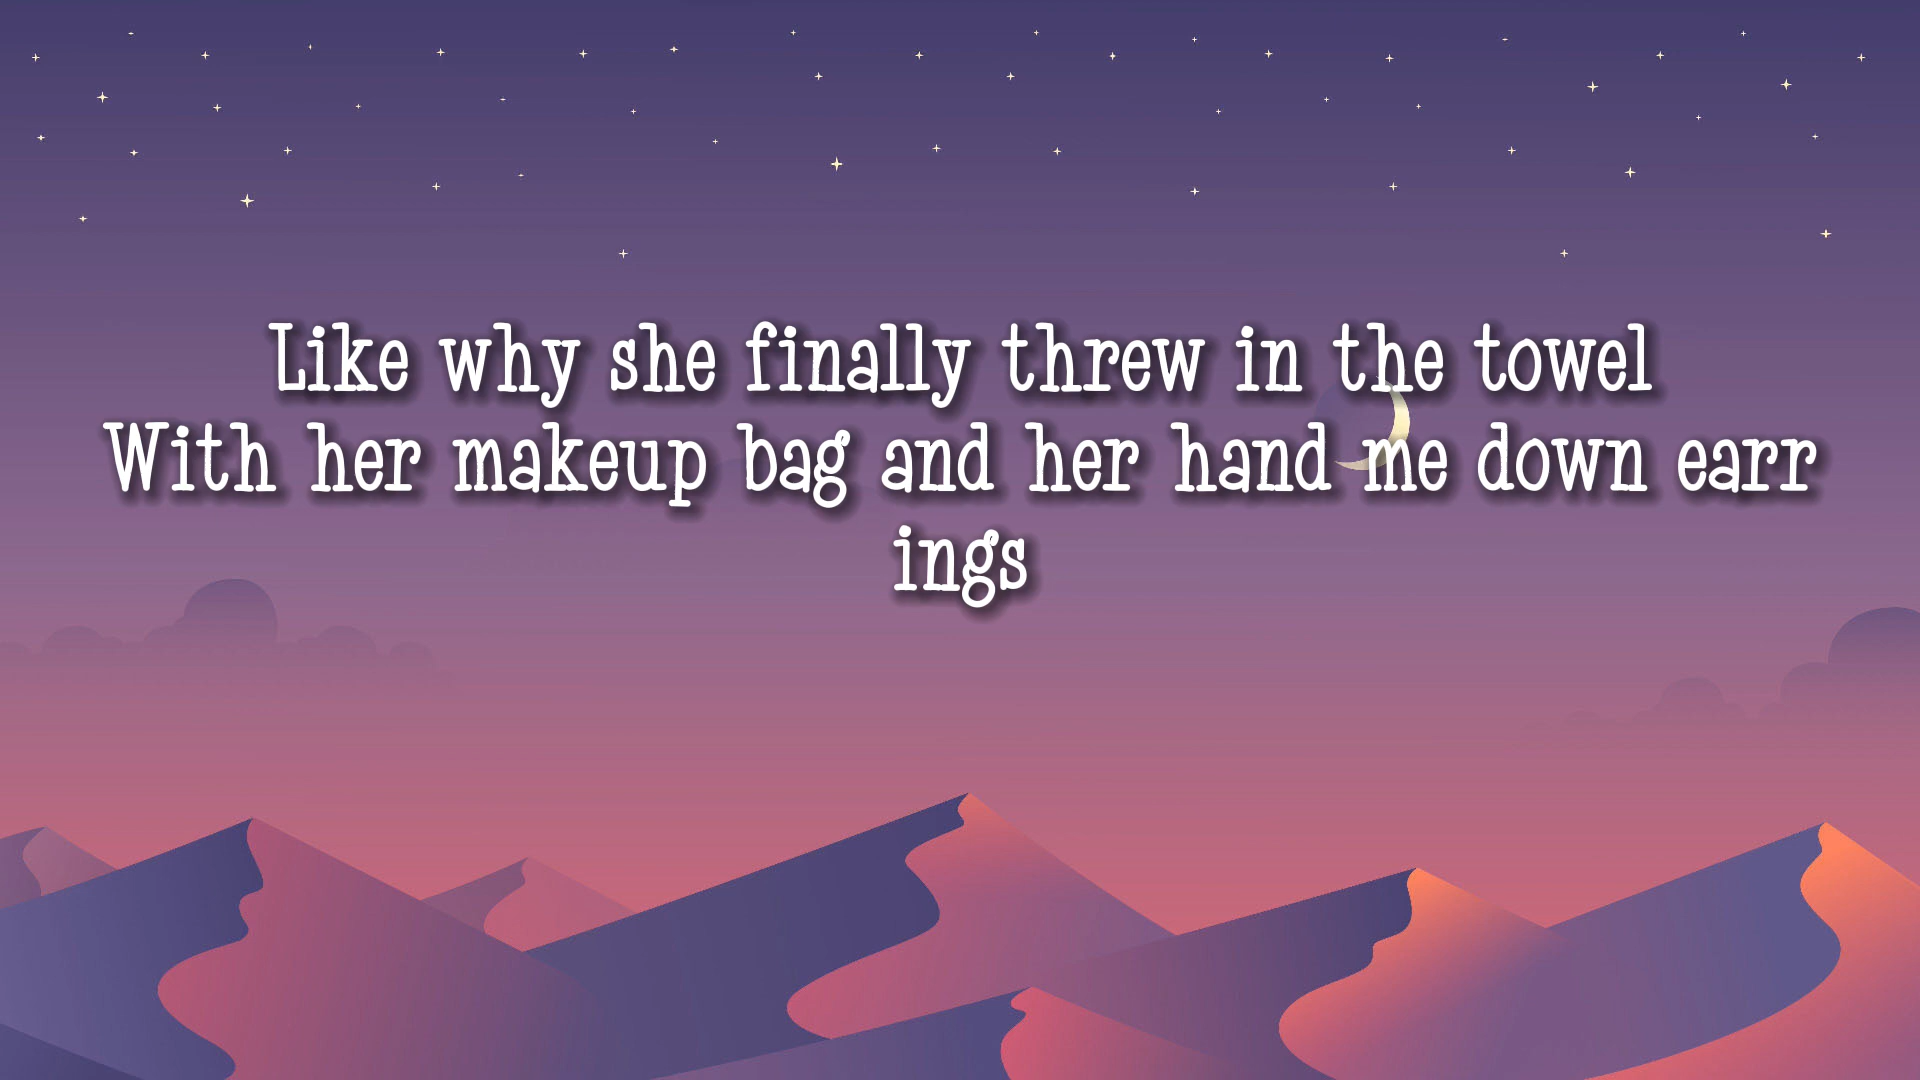 Like why she finally threw in the towel
With her makeup bag and her hand me down earr
ings